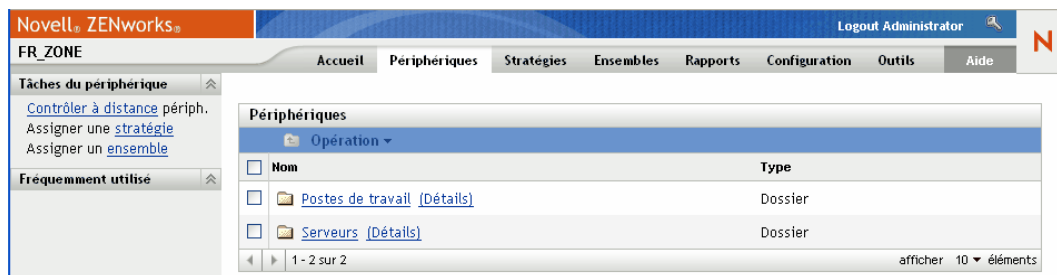 Novell® ZENworks®
Logout Administrator
N
FR_ZONE
Accueil Périphériques Stratégies Ensembles Rapports Configuration Outils Aide
Tâches du périphérique
Contrôler à distance périph.
Assigner une stratégie
Assigner un ensemble
Fréquemment utilisé
Périphériques
Opération
Nom Type
Postes de travail (Détails) Dossier
Serveurs (Détails) Dossier
1 - 2 sur 2 afficher 10 éléments